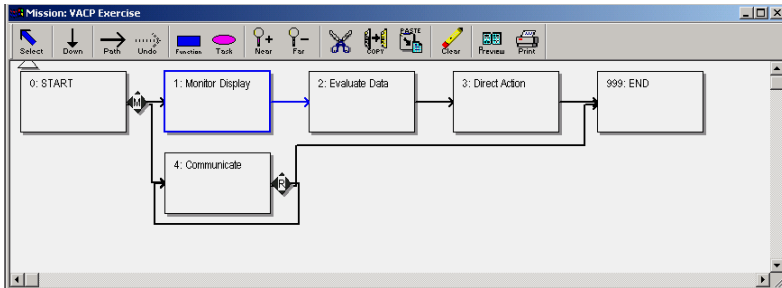 Mission: VACP Exercise
Select Down Path Undo Function Task Near Far COPY PASTE Clear Preview Print
0: START
M
1: Monitor Display
2: Evaluate Data
3: Direct Action
999: END
4: Communicate
R